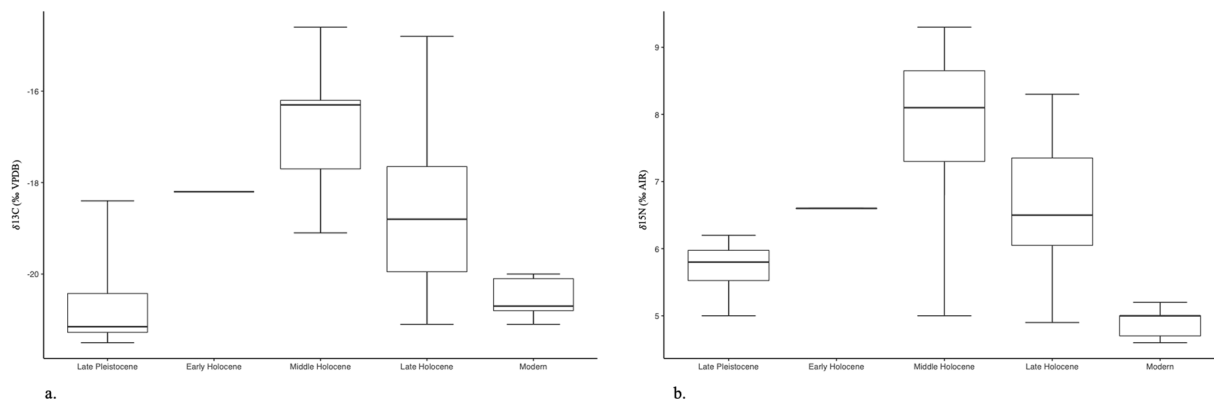 δ13C (‰ VPDB)
-16
-18
-20
Late Pleistocene Early Holocene Middle Holocene Late Holocene Modern
a.
δ15N (‰ AIR)
9
8
7
6
5
Late Pleistocene Early Holocene Middle Holocene Late Holocene Modern
b.